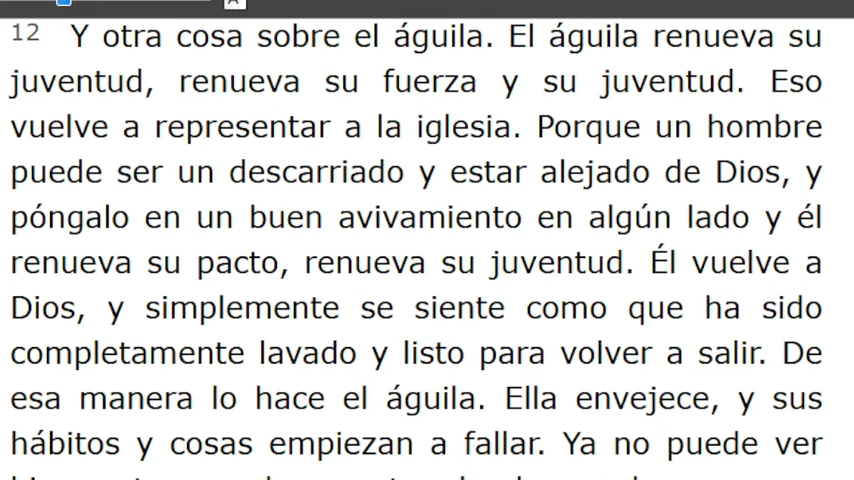 12 Y otra cosa sobre el águila. El águila renueva su
juventud, renueva su fuerza y su juventud. Eso
vuelve a representar a la iglesia. Porque un hombre
puede ser un descarriado y estar alejado de Dios, y
póngalo en un buen avivamiento en algún lado y él
renueva su pacto, renueva su juventud. Él vuelve a
Dios, y simplemente se siente como que ha sido
completamente lavado y listo para volver a salir. De
esa manera lo hace el águila. Ella envejece, y sus
hábitos y cosas empiezan a fallar. Ya no puede ver